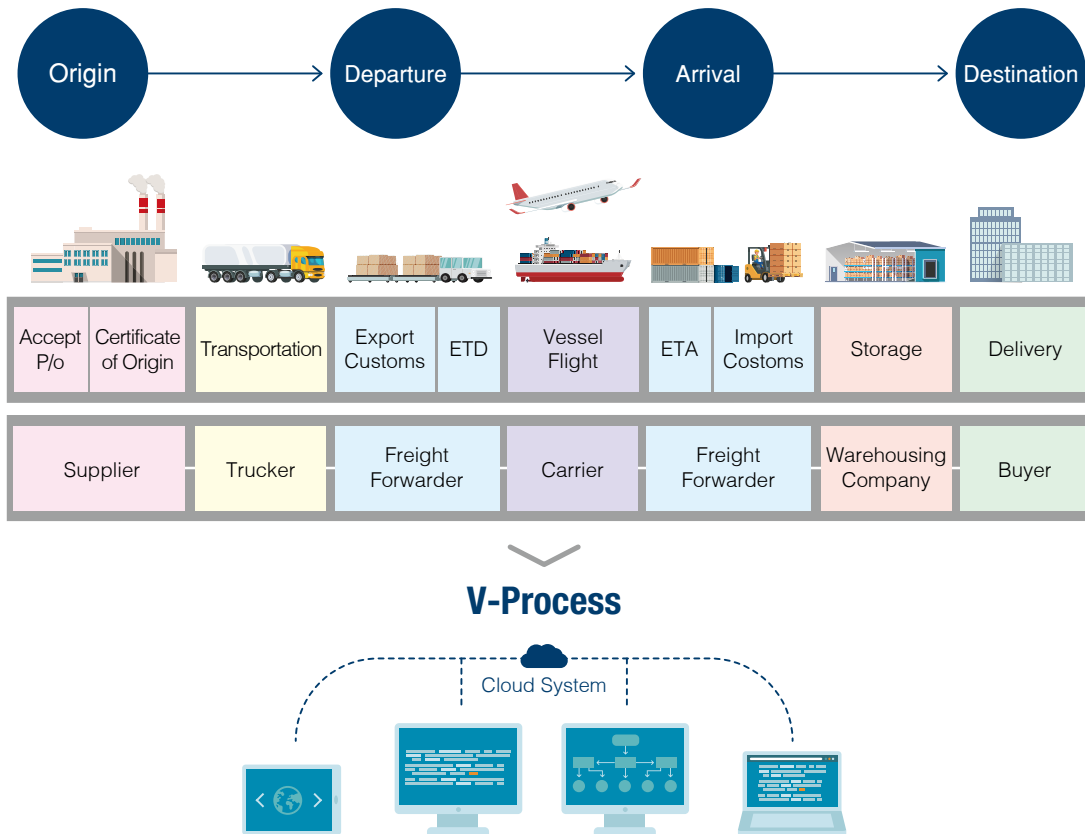 Origin
Departure
Arrival
Destination
Accept
P/o
Certificate
of Origin
Transportation
Export
Customs
ETD
Vessel
Flight
ETA
Import
Costoms
Storage
Delivery
Supplier
Trucker
Freight
Forwarder
Carrier
Freight
Forwarder
Warehousing
Company
Buyer
V-Process
Cloud System